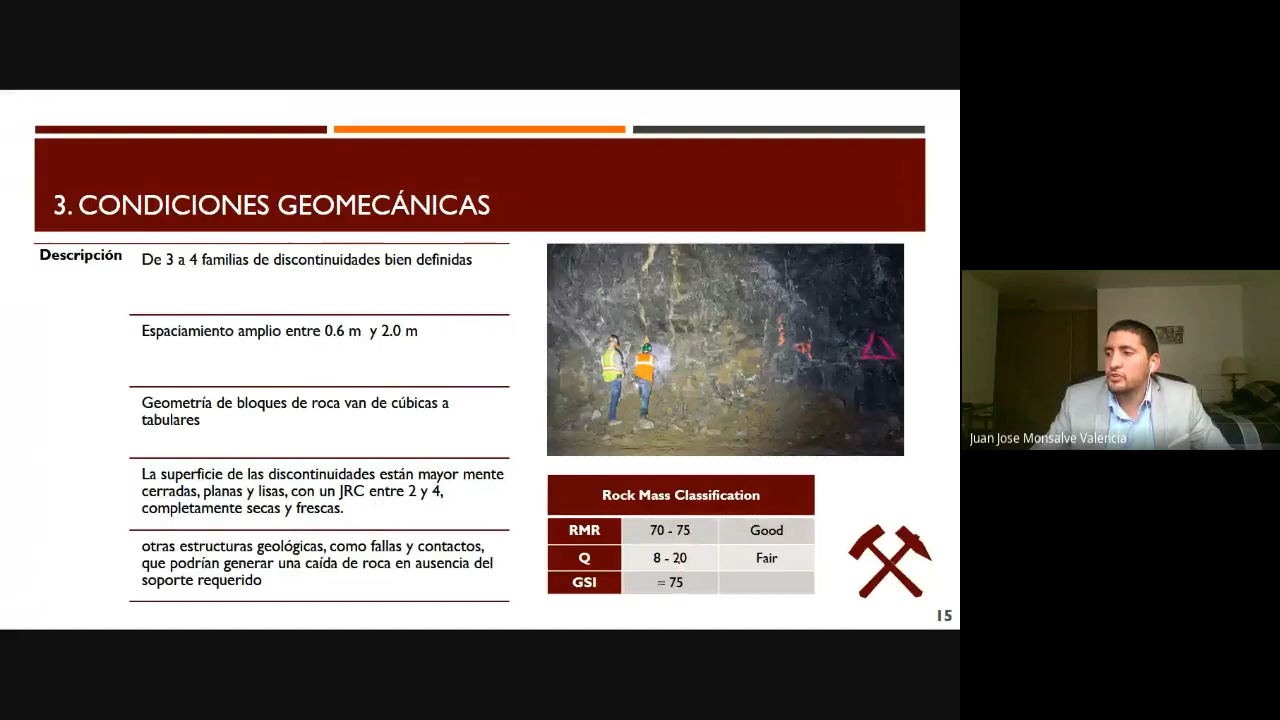 3. CONDICIONES GEOMECÁNICAS
Descripción
De 3 a 4 familias de discontinuidades bien definidas
Espaciamiento amplio entre 0.6 m y 2.0 m
Geometría de bloques de roca van de cúbicas a
tabulares
La superficie de las discontinuidades están mayor mente
cerradas, planas y lisas, con un JRC entre 2 y 4,
completamente secas y frescas.
otras estructuras geológicas, como fallas y contactos,
que podrían generar una caída de roca en ausencia del
soporte requerido
Rock Mass Classification
RMR 70 - 75 Good
Q 8 - 20 Fair
GSI ≈ 75
15
Juan Jose Monsalve Valencia